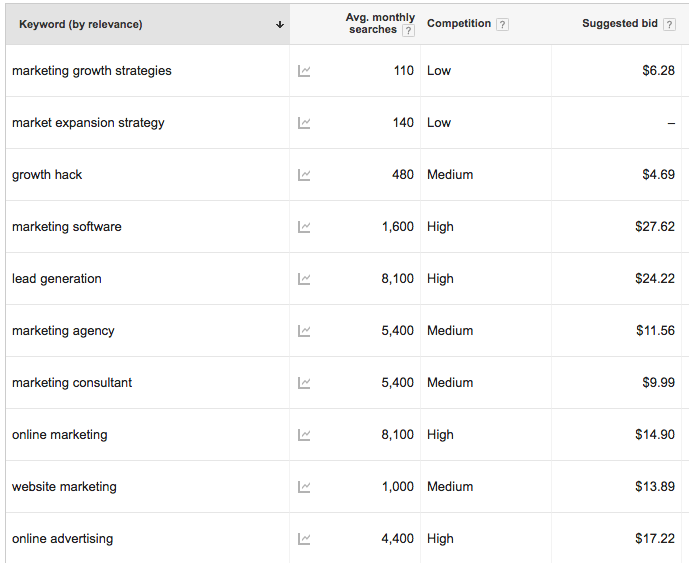 Keyword (by relevance) Avg. monthly searches ? Competition ? Suggested bid ?
marketing growth strategies 110 Low $6.28
market expansion strategy 140 Low –
growth hack 480 Medium $4.69
marketing software 1,600 High $27.62
lead generation 8,100 High $24.22
marketing agency 5,400 Medium $11.56
marketing consultant 5,400 Medium $9.99
online marketing 8,100 High $14.90
website marketing 1,000 Medium $13.89
online advertising 4,400 High $17.22